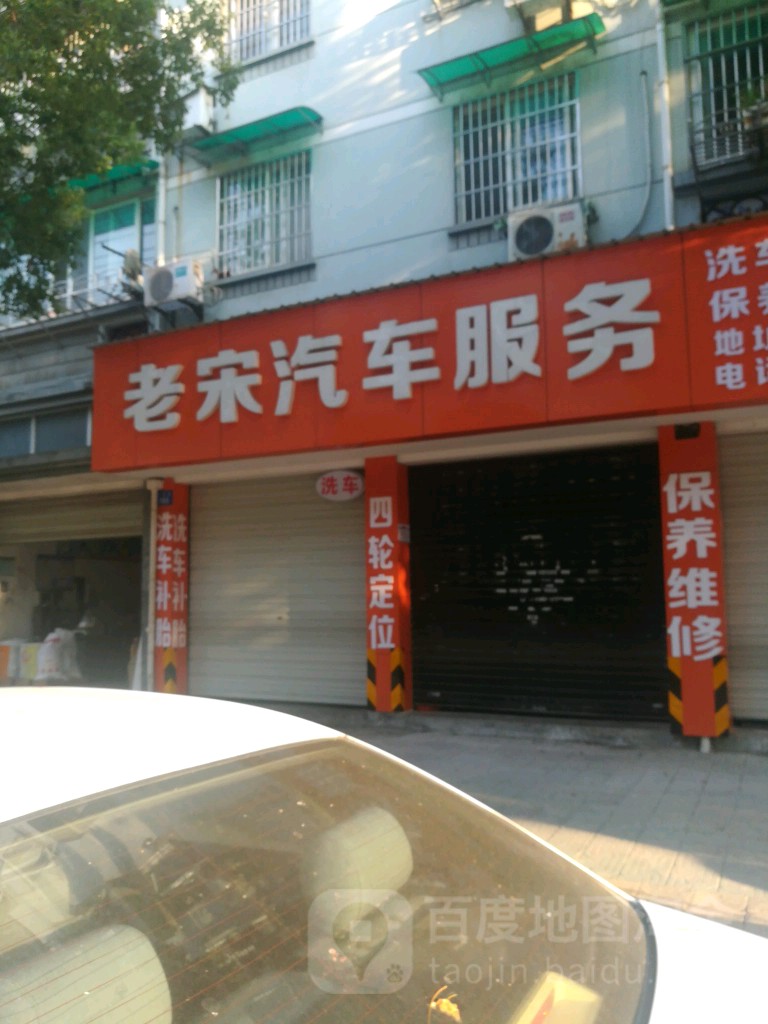 老宋汽车服务
洗车
保养
地址
电话
洗车
洗车补胎
洗车补胎
四轮定位
保养维修
百度地图
taojin.baidu